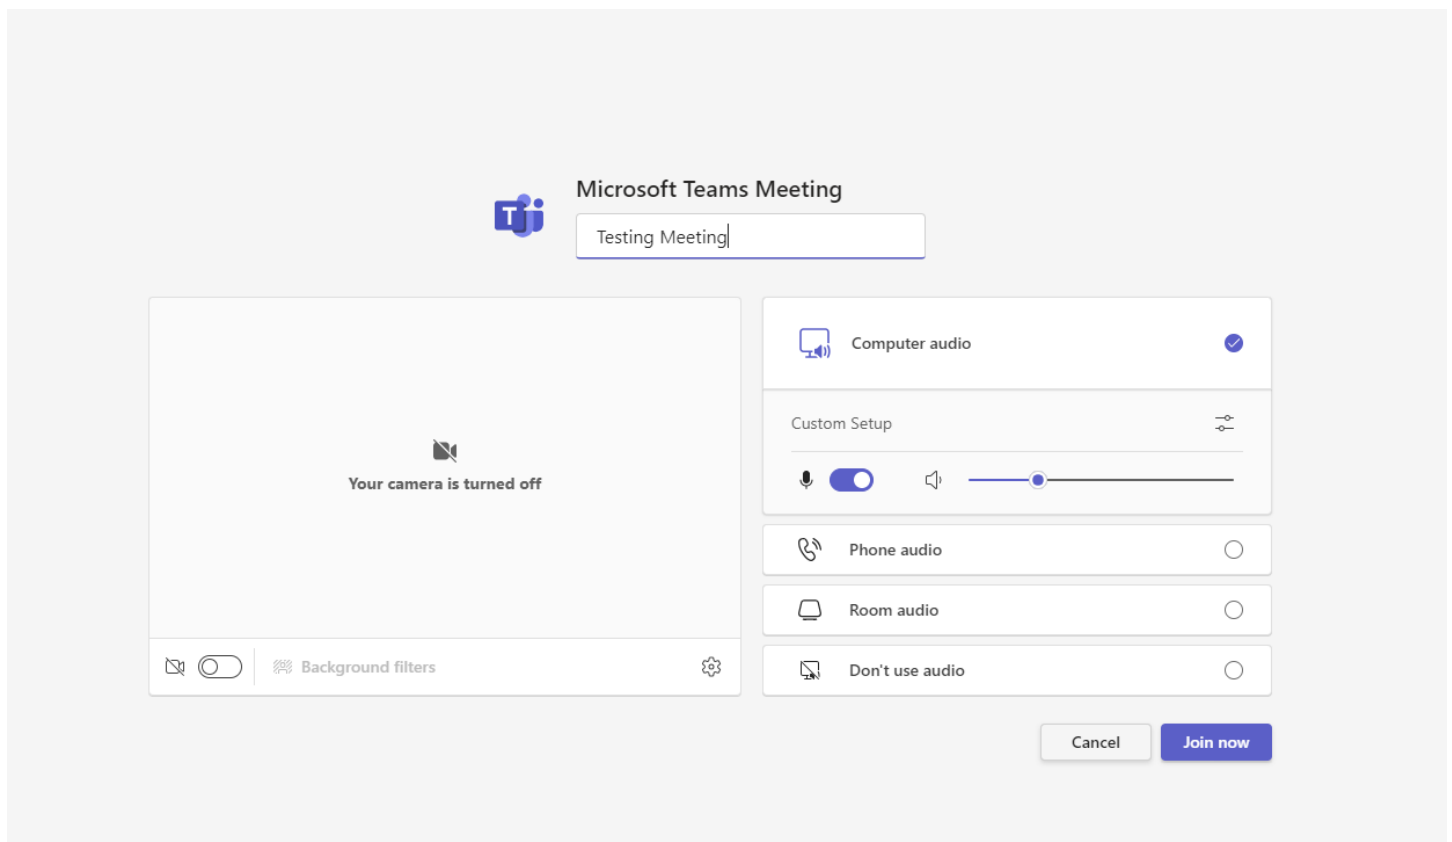 Microsoft Teams Meeting
T
Testing Meeting
Your camera is turned off
Background filters
Computer audio
Custom Setup
Phone audio
Room audio
Don't use audio
Cancel
Join now